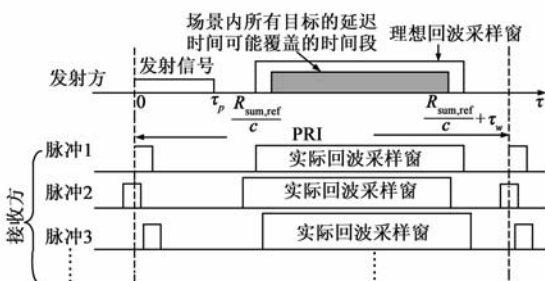 场景内所有目标的延迟
时间可能覆盖的时间段
理想回波采样窗
发射方
发射信号
0
τp
Rsum,ref/c
Rsum,ref/c+τw
τ
PRI
接收方
脉冲1
实际回波采样窗
脉冲2
实际回波采样窗
脉冲3
实际回波采样窗